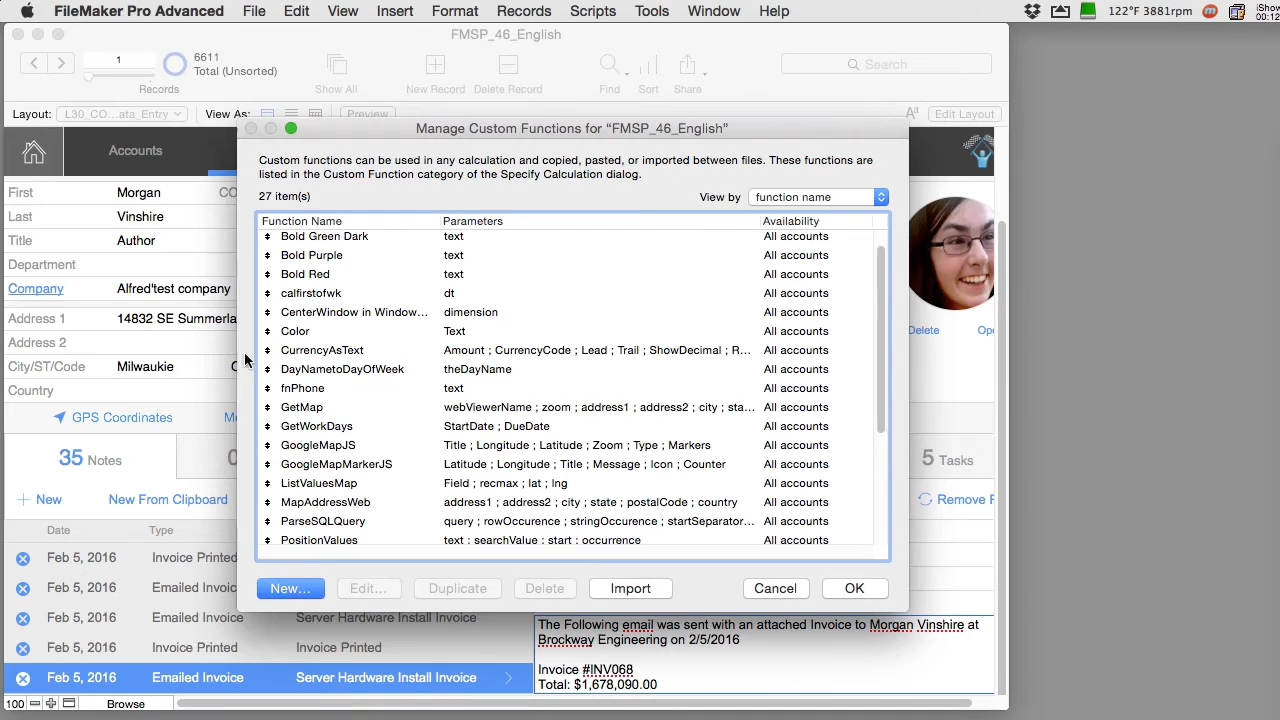 FileMaker Pro Advanced File Edit View Insert Format Records Scripts Tools Window Help 122°F 3881rpm iShow
00:12
FMSP_46_English
1 6611
Total (Unsorted)
Search
Records Show All New Record Delete Record Find Sort Share
Layout: L30_CO...ata_Entry View As: Preview Edit Layout
Manage Custom Functions for “FMSP_46_English”
Accounts
Custom functions can be used in any calculation and copied, pasted, or imported between files. These functions are
listed in the Custom Function category of the Specify Calculation dialog.
27 item(s) View by function name
Function Name Parameters Availability
Bold Green Dark text All accounts
Bold Purple text All accounts
Bold Red text All accounts
calfirstofwk dt All accounts
CenterWindow in Window... dimension All accounts
Color Text All accounts
CurrencyAsText Amount ; CurrencyCode ; Lead ; Trail ; ShowDecimal ; R... All accounts
DayNametoDayOfWeek theDayName All accounts
fnPhone text All accounts
GetMap webViewerName ; zoom ; address1 ; address2 ; city ; sta... All accounts
GetWorkDays StartDate ; DueDate All accounts
GoogleMapJS Title ; Longitude ; Latitude ; Zoom ; Type ; Markers All accounts
GoogleMapMarkerJS Latitude ; Longitude ; Title ; Message ; Icon ; Counter All accounts
ListValuesMap Field ; recmax ; lat ; lng All accounts
MapAddressWeb address1 ; address2 ; city ; state ; postalCode ; country All accounts
ParseSQLQuery query ; rowOccurence ; stringOccurence ; startSeparator... All accounts
PositionValues text ; searchValue ; start ; occurrence All accounts
New... Edit... Duplicate Delete Import Cancel OK
First Morgan CO
Last Vinshire
Title Author
Department
Company Alfred'test company
Address 1 14832 SE Summerla
Address 2
City/ST/Code Milwaukie
Country
Delete Ope
GPS Coordinates
35 Notes
5 Tasks
New New From Clipboard Remove F
Date Type
Feb 5, 2016 Invoice Printed
Feb 5, 2016 Emailed Invoice
Feb 5, 2016 Emailed Invoice Server Hardware Install Invoice
Feb 5, 2016 Invoice Printed Invoice Printed
Feb 5, 2016 Emailed Invoice Server Hardware Install Invoice
The Following email was sent with an attached Invoice to Morgan Vinshire at
Brockway Engineering on 2/5/2016
Invoice #INV068
Total: $1,678,090.00
100 Browse